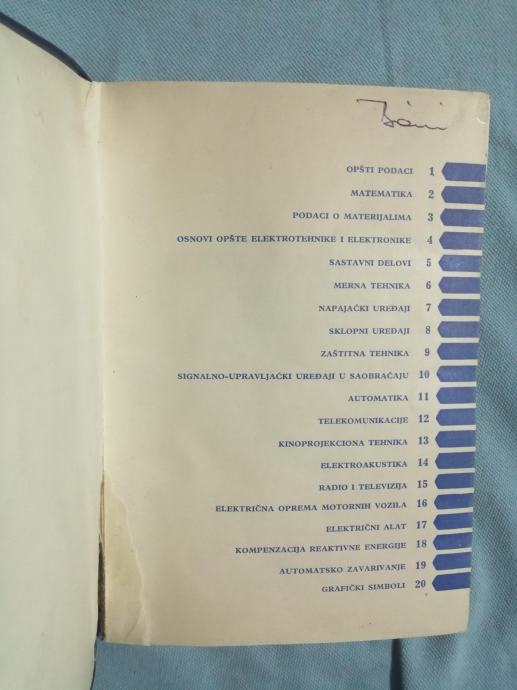 OPŠTI PODACI 1
MATEMATIKA 2
PODACI O MATERIJALIMA 3
OSNOVI OPŠTE ELEKTROTEHNIKE I ELEKTRONIKE 4
SASTAVNI DELOVI 5
MERNA TEHNIKA 6
NAPAJAČKI UREĐAJI 7
SKLOPNI UREĐAJI 8
ZAŠTITNA TEHNIKA 9
SIGNALNO-UPRAVLJAČKI UREĐAJI U SAOBRAĆAJU 10
AUTOMATIKA 11
TELEKOMUNIKACIJE 12
KINOPROJEKCIONA TEHNIKA 13
ELEKTROAKUSTIKA 14
RADIO I TELEVIZIJA 15
ELEKTRIČNA OPREMA MOTORNIH VOZILA 16
ELEKTRIČNI ALAT 17
KOMPENZACIJA REAKTIVNE ENERGIJE 18
AUTOMATSKO ZAVARIVANJE 19
GRAFIČKI SIMBOLI 20